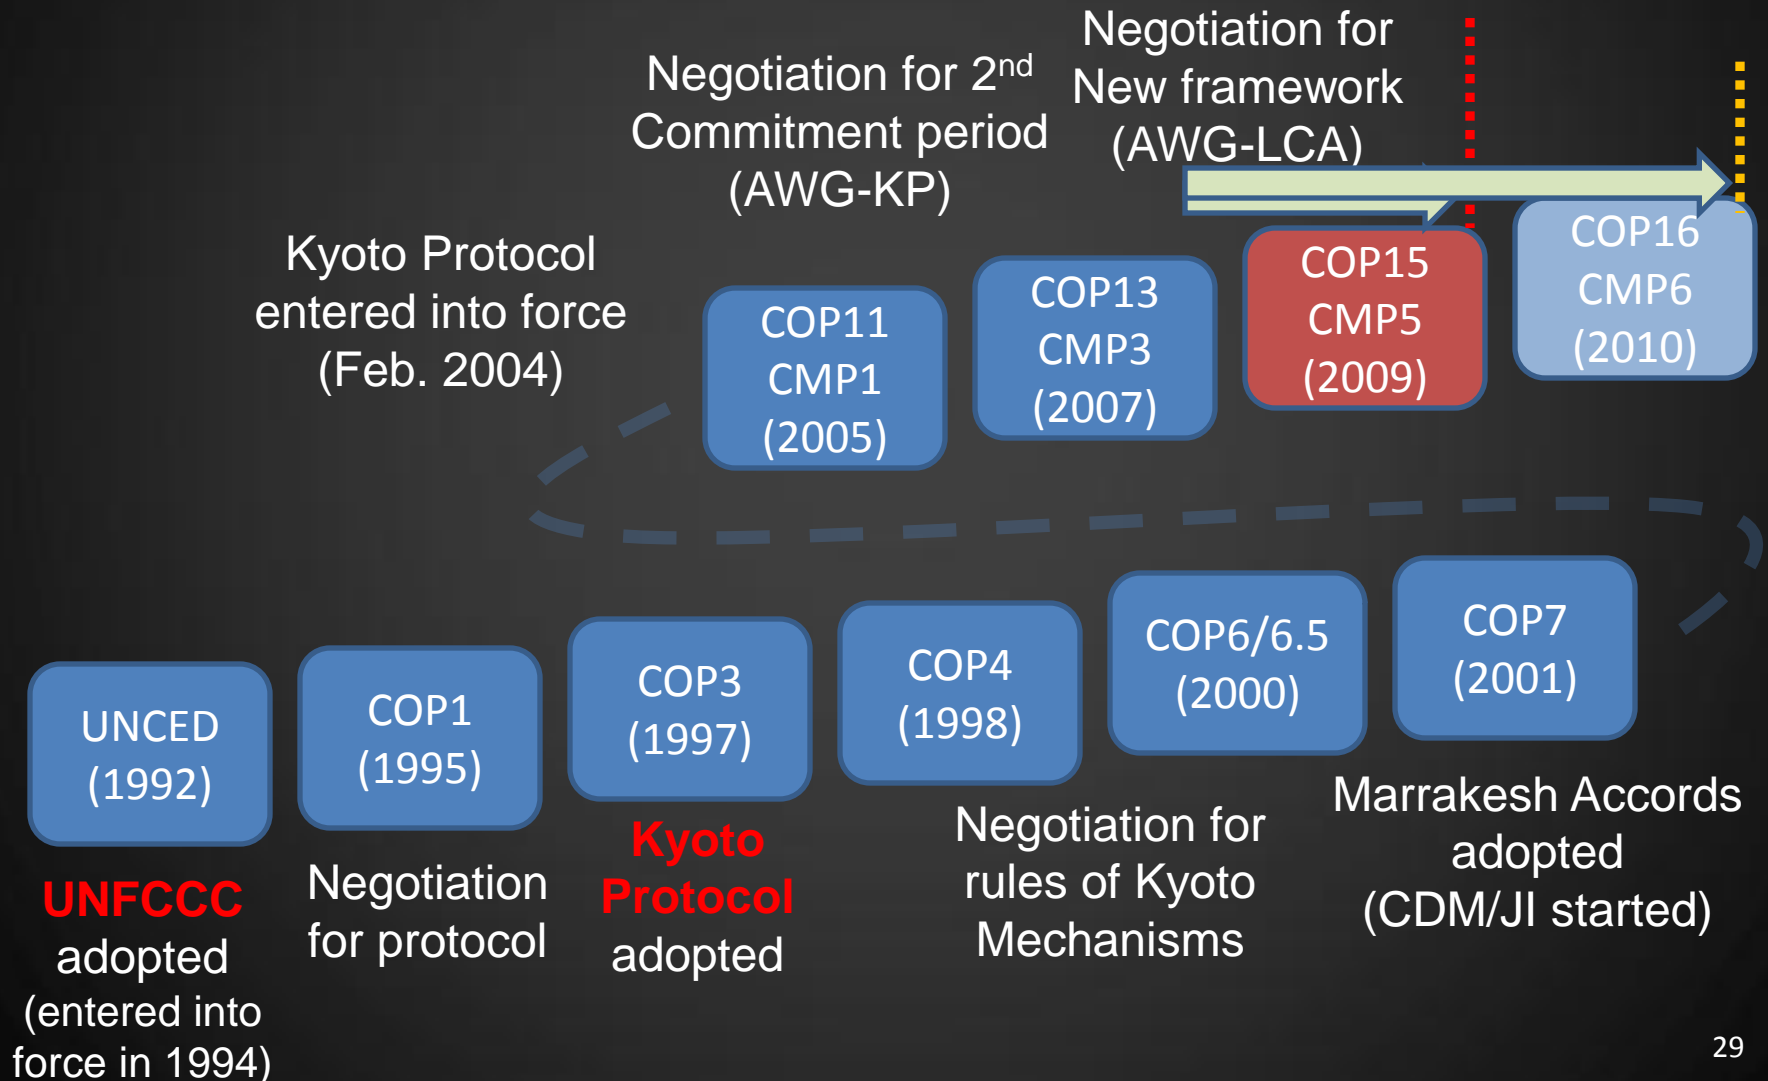 Negotiation for
New framework
(AWG-LCA)
Negotiation for 2nd
Commitment period
(AWG-KP)
Kyoto Protocol
entered into force
(Feb. 2004)
COP11
CMP1
(2005)
COP13
CMP3
(2007)
COP15
CMP5
(2009)
COP16
CMP6
(2010)
UNCED
(1992)
COP1
(1995)
COP3
(1997)
COP4
(1998)
COP6/6.5
(2000)
COP7
(2001)
UNFCCC
adopted
(entered into
force in 1994)
Negotiation
for protocol
Kyoto
Protocol
adopted
Negotiation for
rules of Kyoto
Mechanisms
Marrakesh Accords
adopted
(CDM/JI started)
29